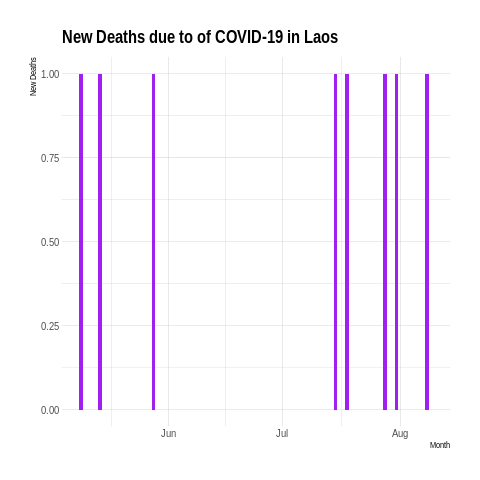 New Deaths due to of COVID-19 in Laos
New Deaths
1.00
0.75
0.50
0.25
0.00
Jun Jul Aug
Month